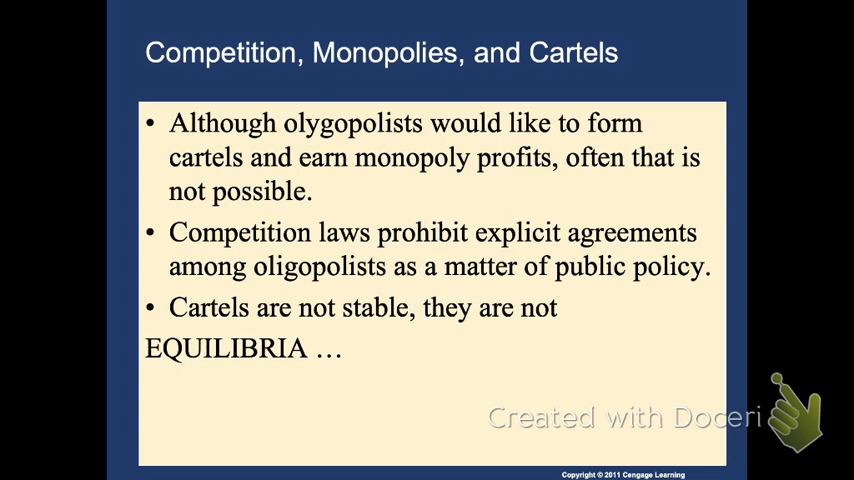 Competition, Monopolies, and Cartels
• Although olygopolists would like to form
cartels and earn monopoly profits, often that is
not possible.
• Competition laws prohibit explicit agreements
among oligopolists as a matter of public policy.
• Cartels are not stable, they are not
EQUILIBRIA …
Created with Doceri
Copyright © 2011 Cengage Learning